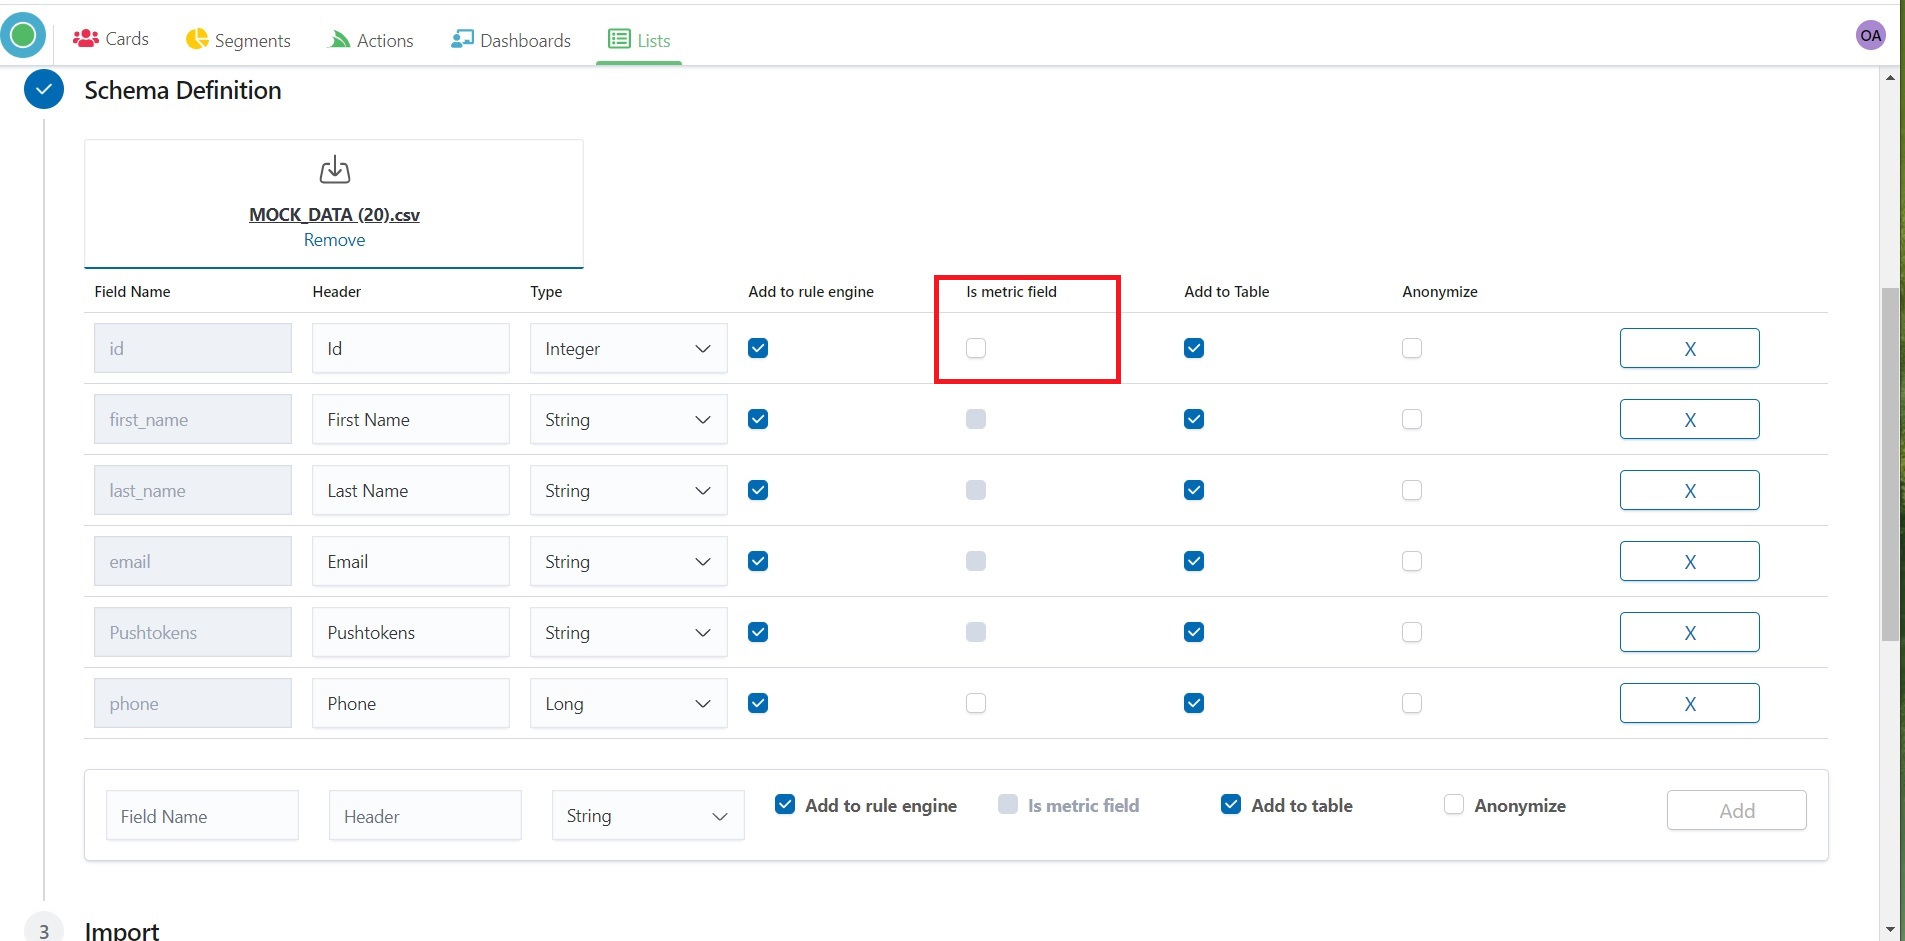 Cards Segments Actions Dashboards Lists OA
Schema Definition
MOCK_DATA (20).csv
Remove
Field Name Header Type Add to rule engine Is metric field Add to Table Anonymize
id Id Integer X
first_name First Name String X
last_name Last Name String X
email Email String X
Pushtokens Pushtokens String X
phone Phone Long X
Field Name Header String Add to rule engine Is metric field Add to table Anonymize Add
3 Import